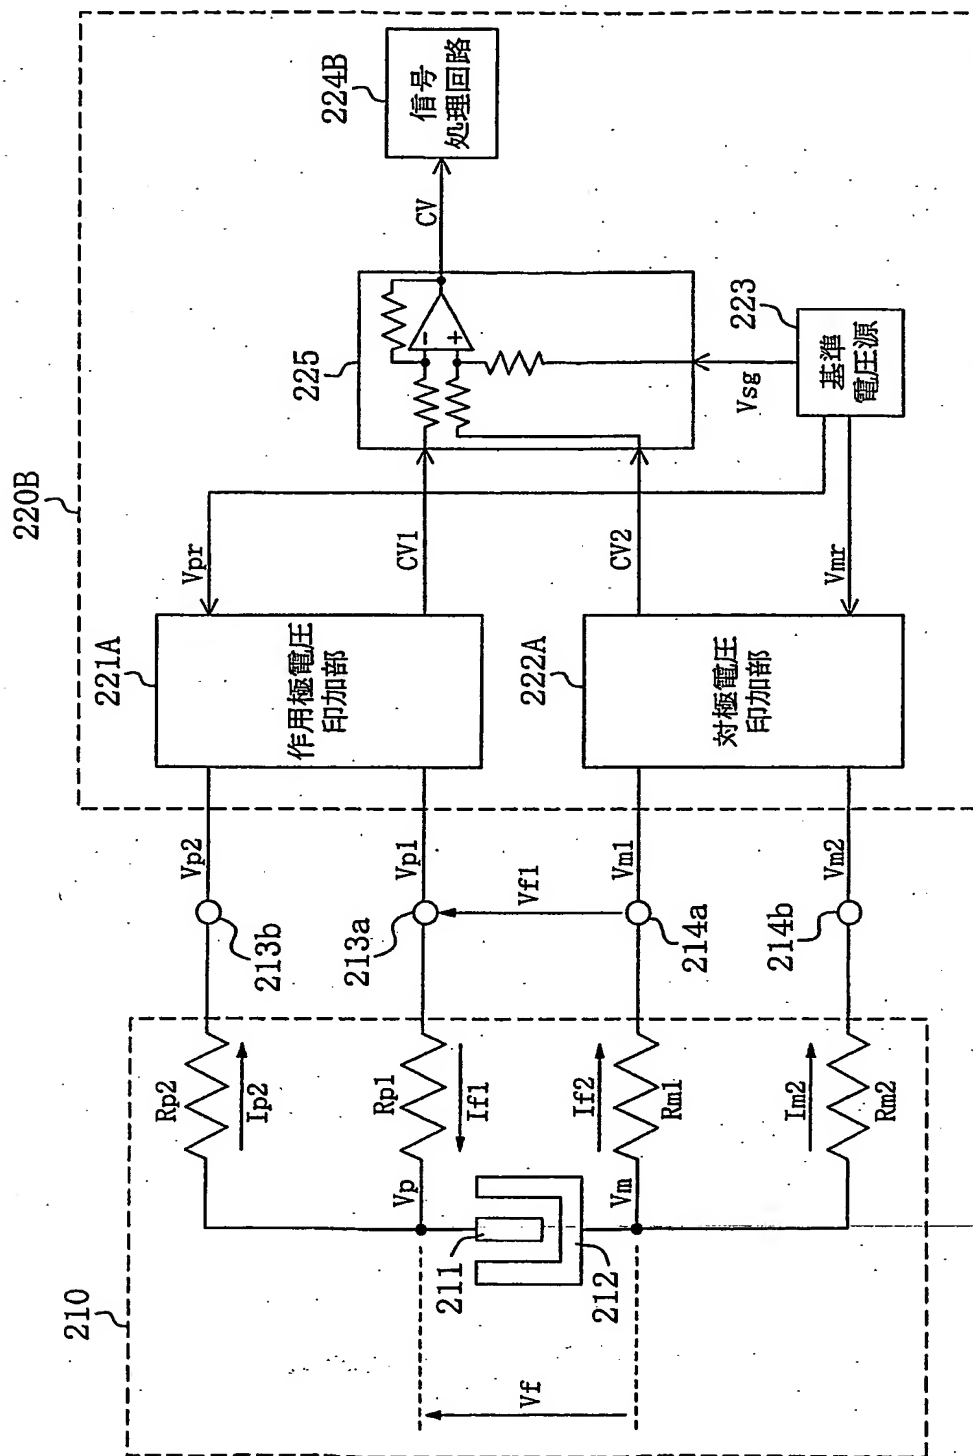 210
Rp2
Ip2
Vp
Rp1
If1
211
212
Vf
If2
Vm
Rm1
Im2
Rm2
213b
213a
Vf1
214a
214b
Vp2
Vp1
Vm1
Vm2
220B
221A
作用極電圧
印加部
222A
対極電圧
印加部
Vpr
CV1
CV2
Vmr
225
-
+
Vsg
223
基準
電圧源
CV
224B
信号
処理回路